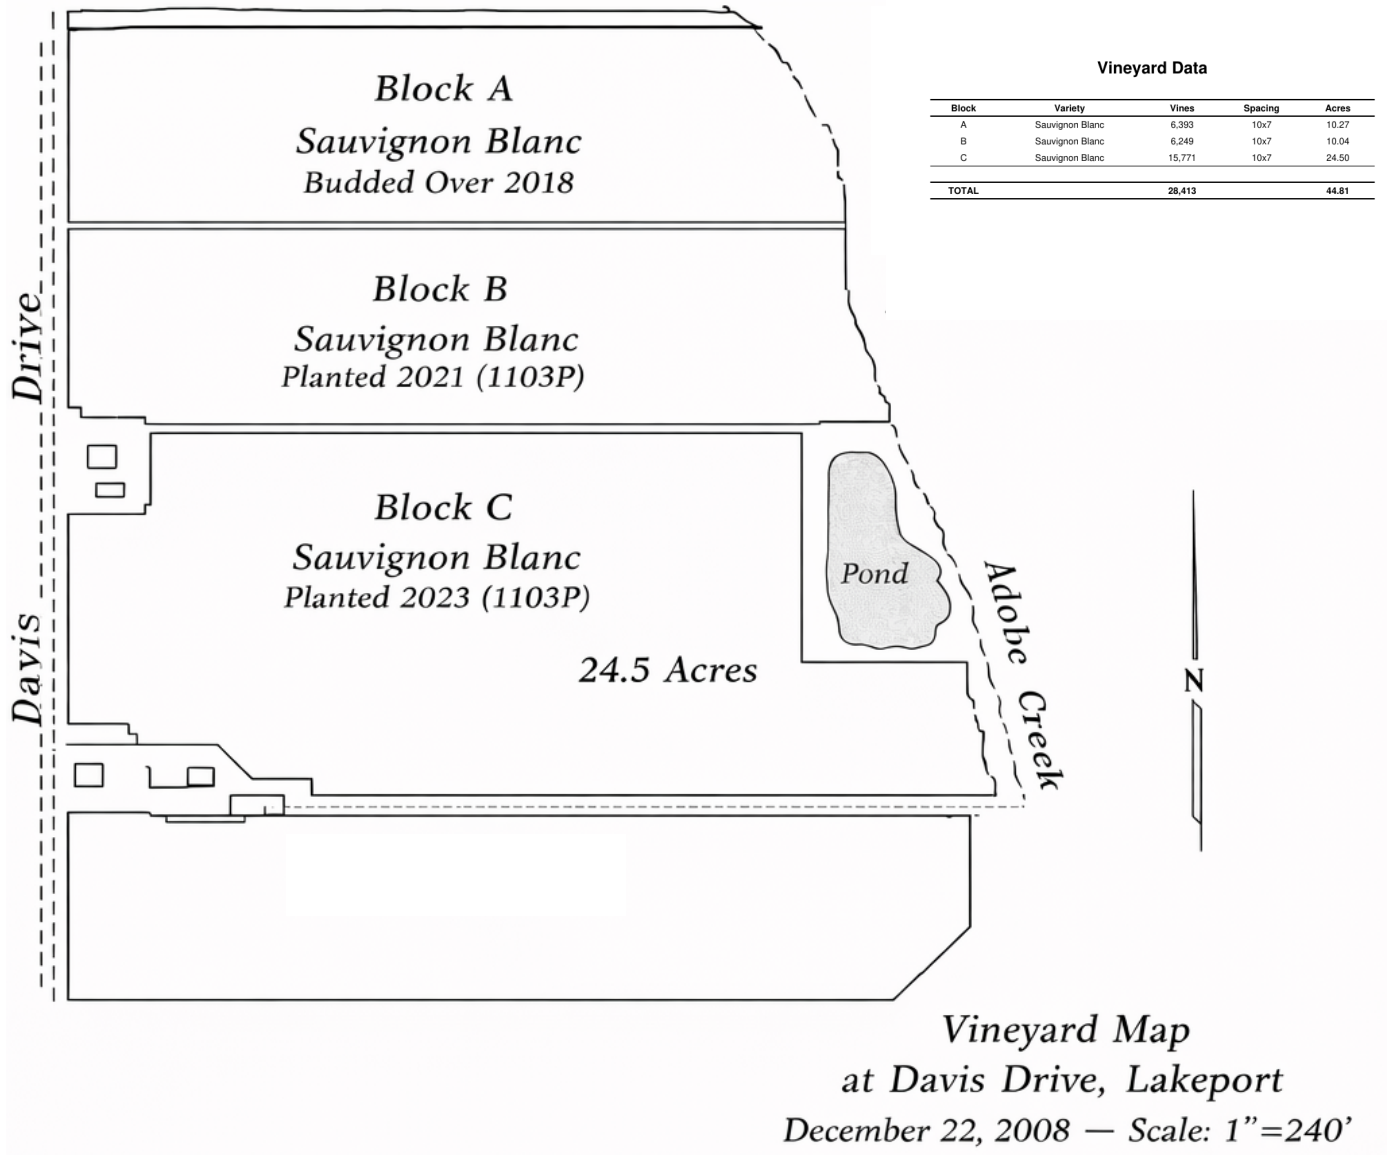 Block A
Sauvignon Blanc
Budded Over 2018
Block B
Sauvignon Blanc
Planted 2021 (1103P)
Block C
Sauvignon Blanc
Planted 2023 (1103P)
24.5 Acres
Pond
Davis Drive
Adobe Creek
N
Vineyard Data
Block Variety Vines Spacing Acres
A Sauvignon Blanc 6,393 10x7 10.27
B Sauvignon Blanc 6,249 10x7 10.04
C Sauvignon Blanc 15,771 10x7 24.50
TOTAL 28,413 44.81
Vineyard Map
at Davis Drive, Lakeport
December 22, 2008 — Scale: 1”=240’